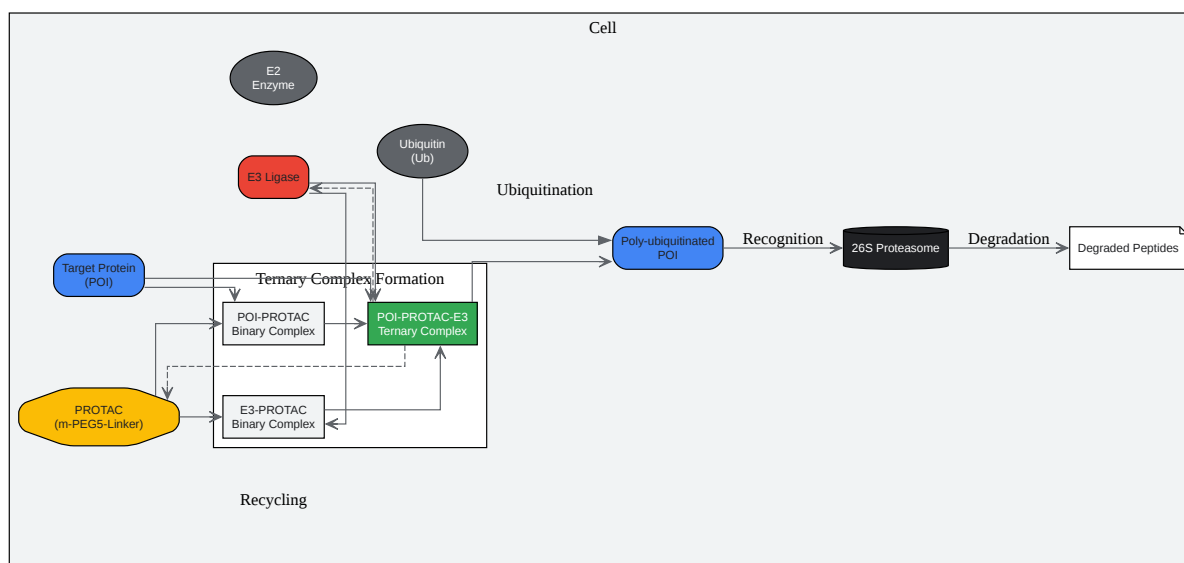 Cell
E2
Enzyme
Ubiquitin
(Ub)
E3 Ligase
Ubiquitination
Poly-ubiquitinated
POI
Recognition
26S Proteasome
Degradation
Degraded Peptides
Target Protein
(POI)
Ternary Complex Formation
POI-PROTAC
Binary Complex
POI-PROTAC-E3
Ternary Complex
PROTAC
(m-PEG5-Linker)
E3-PROTAC
Binary Complex
Recycling